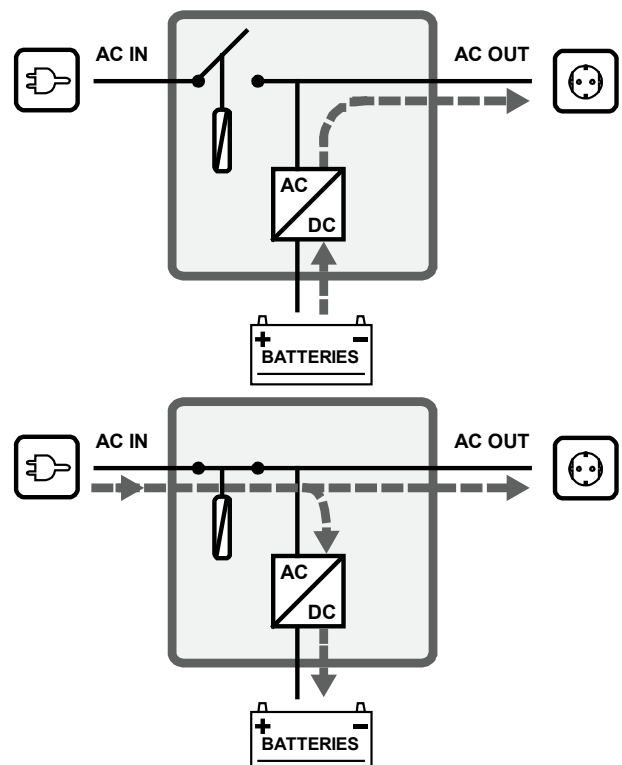 AC IN AC OUT
AC
DC
+ −
BATTERIES
AC IN AC OUT
AC
DC
+ −
BATTERIES